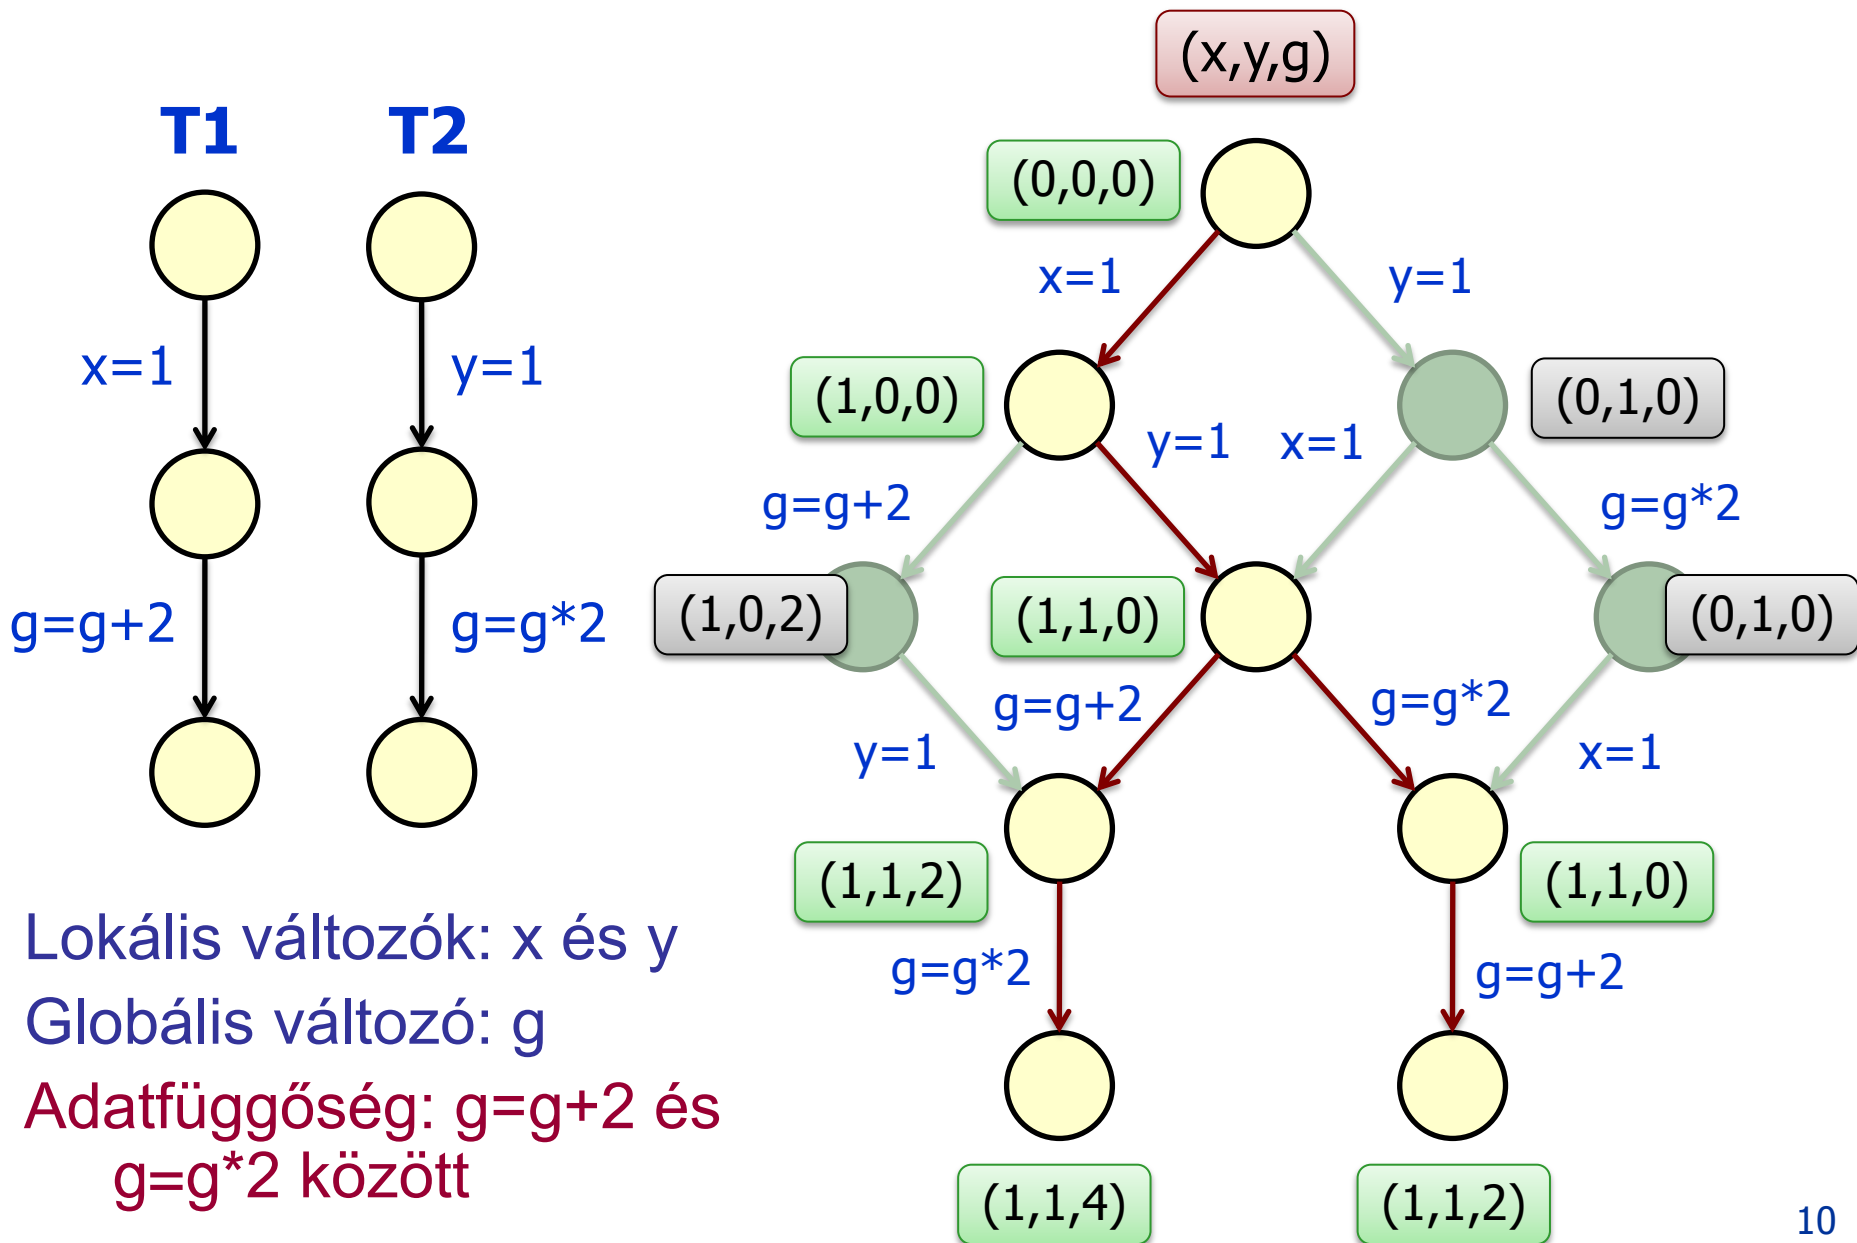 (x,y,g)
T1 T2
(0,0,0)
x=1 y=1
x=1 y=1
(1,0,0) (0,1,0)
y=1 x=1
g=g+2 g=g*2
g=g+2 g=g*2
(1,0,2) (1,1,0) (0,1,0)
g=g+2 g=g*2
y=1 x=1
(1,1,2) (1,1,0)
Lokális változók: x és y
g=g*2 g=g+2
Globális változó: g
Adatfüggőség: g=g+2 és
g=g*2 között
(1,1,4) (1,1,2)
10